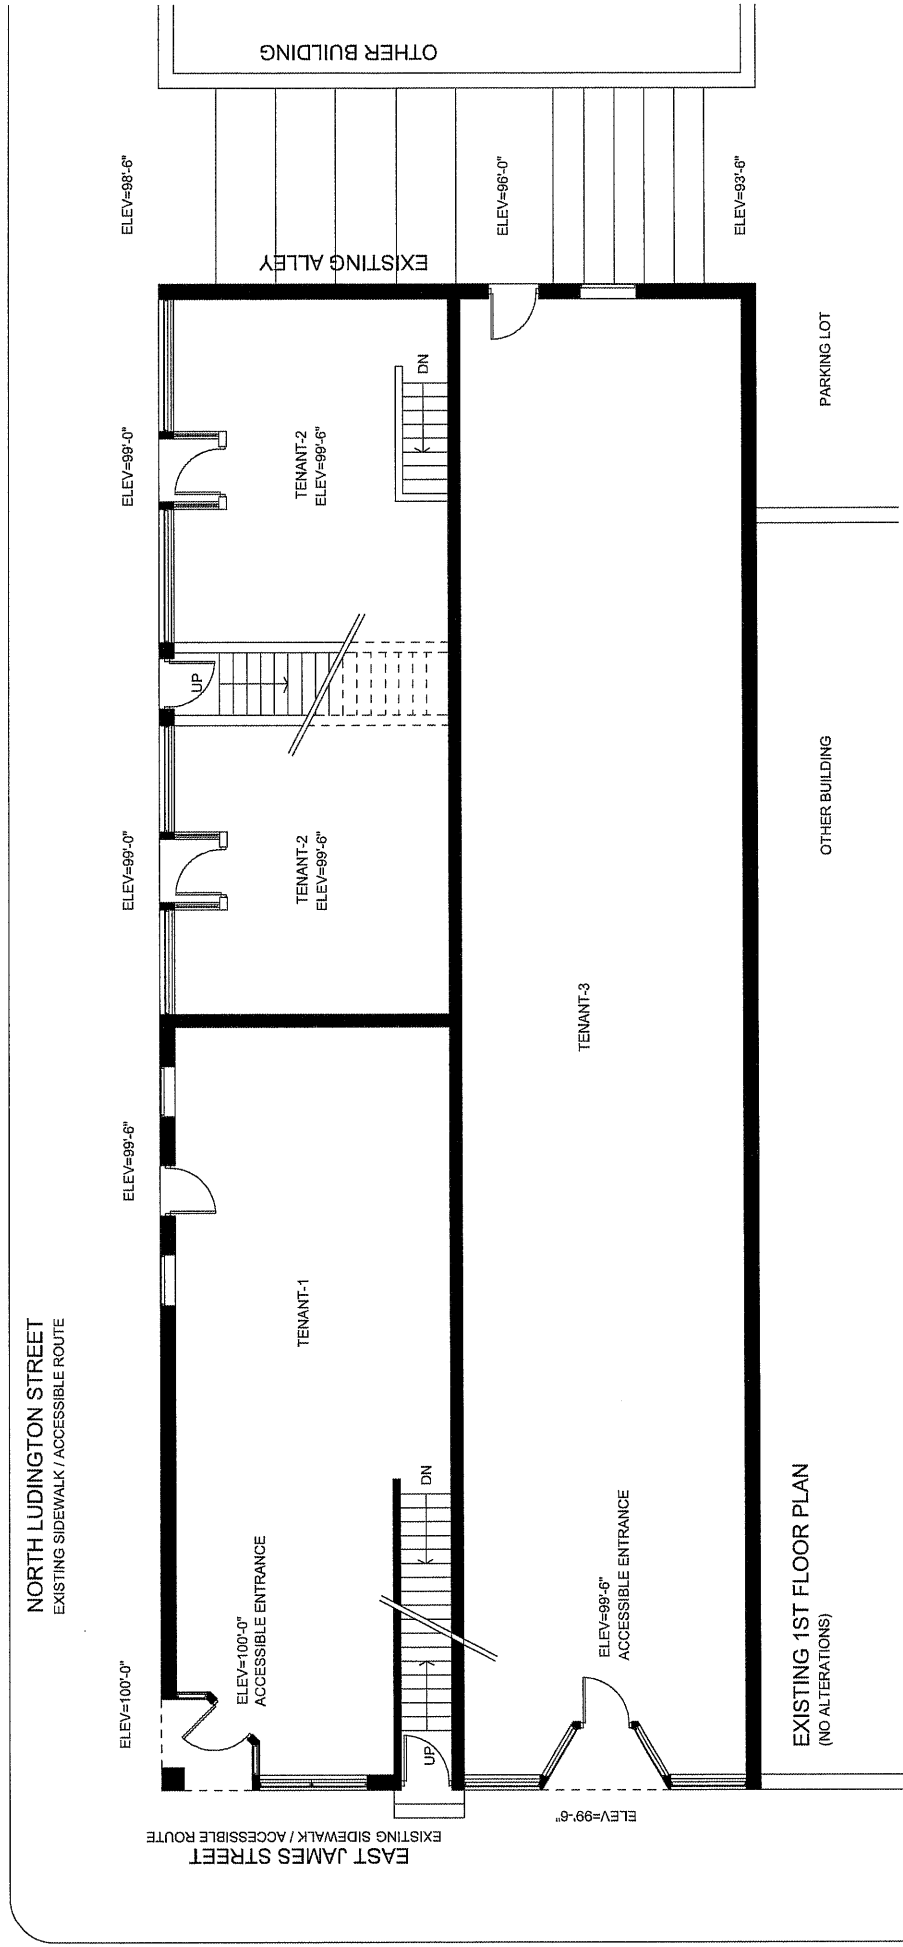 NORTH LUDINGTON STREET
EXISTING SIDEWALK / ACCESSIBLE ROUTE
ELEV=100'-0"
ELEV=99'-6"
ELEV=99'-0"
ELEV=99'-0"
ELEV=98'-6"
EAST JAMES STREET
EXISTING SIDEWALK / ACCESSIBLE ROUTE
ELEV=100'-0"
ACCESSIBLE ENTRANCE
TENANT-1
TENANT-2
ELEV=99'-6"
UP
TENANT-2
ELEV=99'-6"
EXISTING ALLEY
OTHER BUILDING
UP
DN
DN
ELEV=96'-0"
ELEV=99'-6"
ELEV=99'-6"
ACCESSIBLE ENTRANCE
TENANT-3
ELEV=93'-6"
EXISTING 1ST FLOOR PLAN
(NO ALTERATIONS)
OTHER BUILDING
PARKING LOT